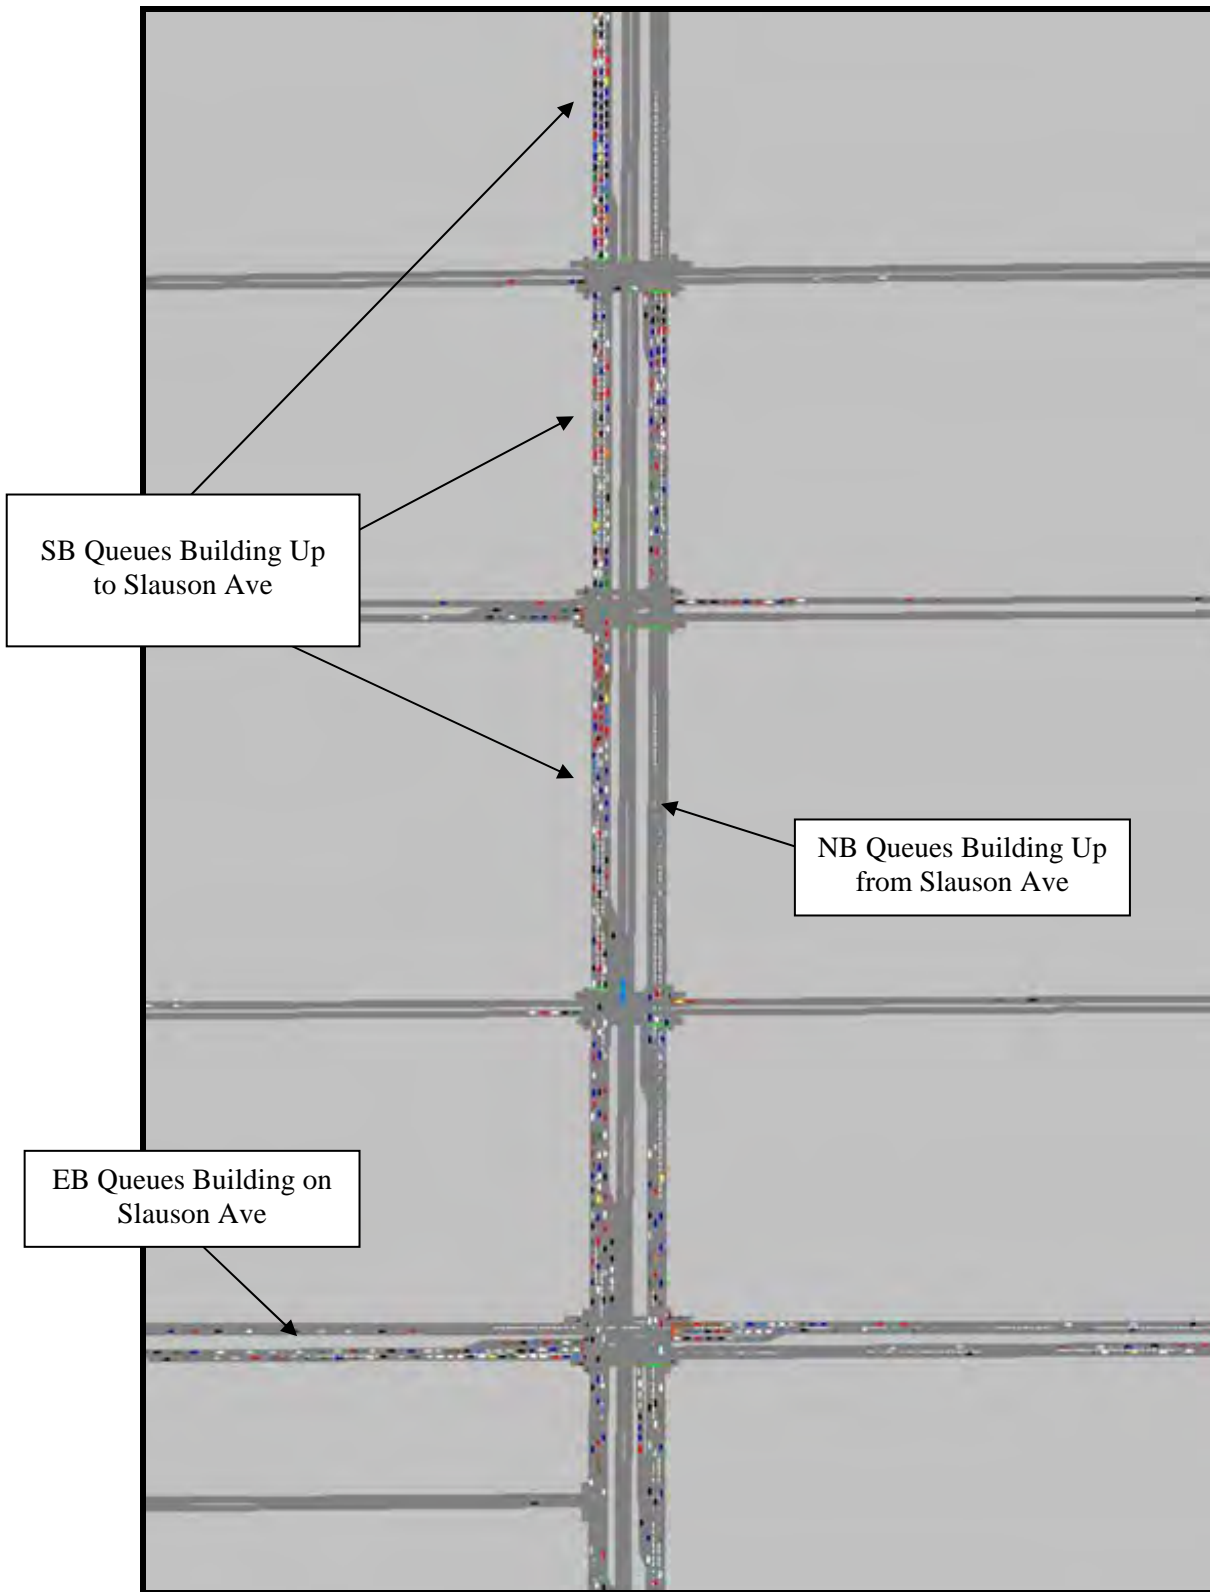 SB Queues Building Up
to Slauson Ave
NB Queues Building Up
from Slauson Ave
EB Queues Building on
Slauson Ave